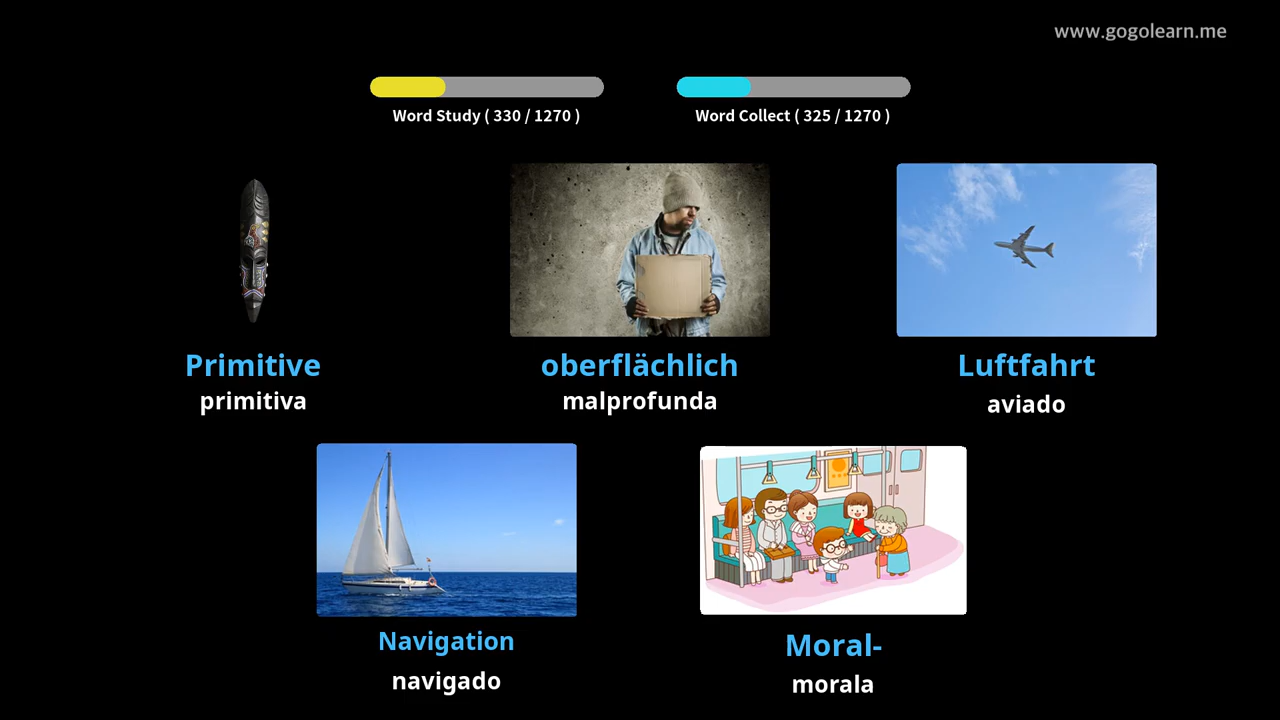 www.gogolearn.me
Word Study ( 330 / 1270 )
Word Collect ( 325 / 1270 )
Primitive
primitiva
oberflächlich
malprofunda
Luftfahrt
aviado
Navigation
navigado
Moral-
morala